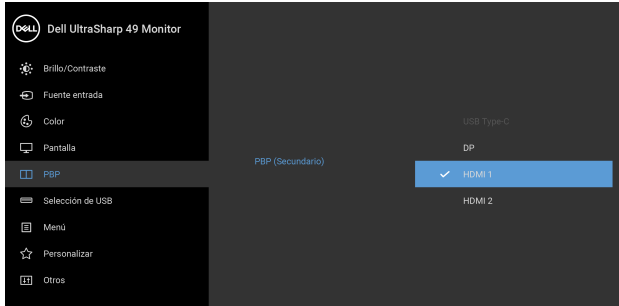 DELL
Dell UltraSharp 49 Monitor
Brillo/Contraste
Fuente entrada
Color
Pantalla
PBP
Selección de USB
Menú
Personalizar
Otros
PBP (Secundario)
USB Type-C
DP
HDMI 1
HDMI 2